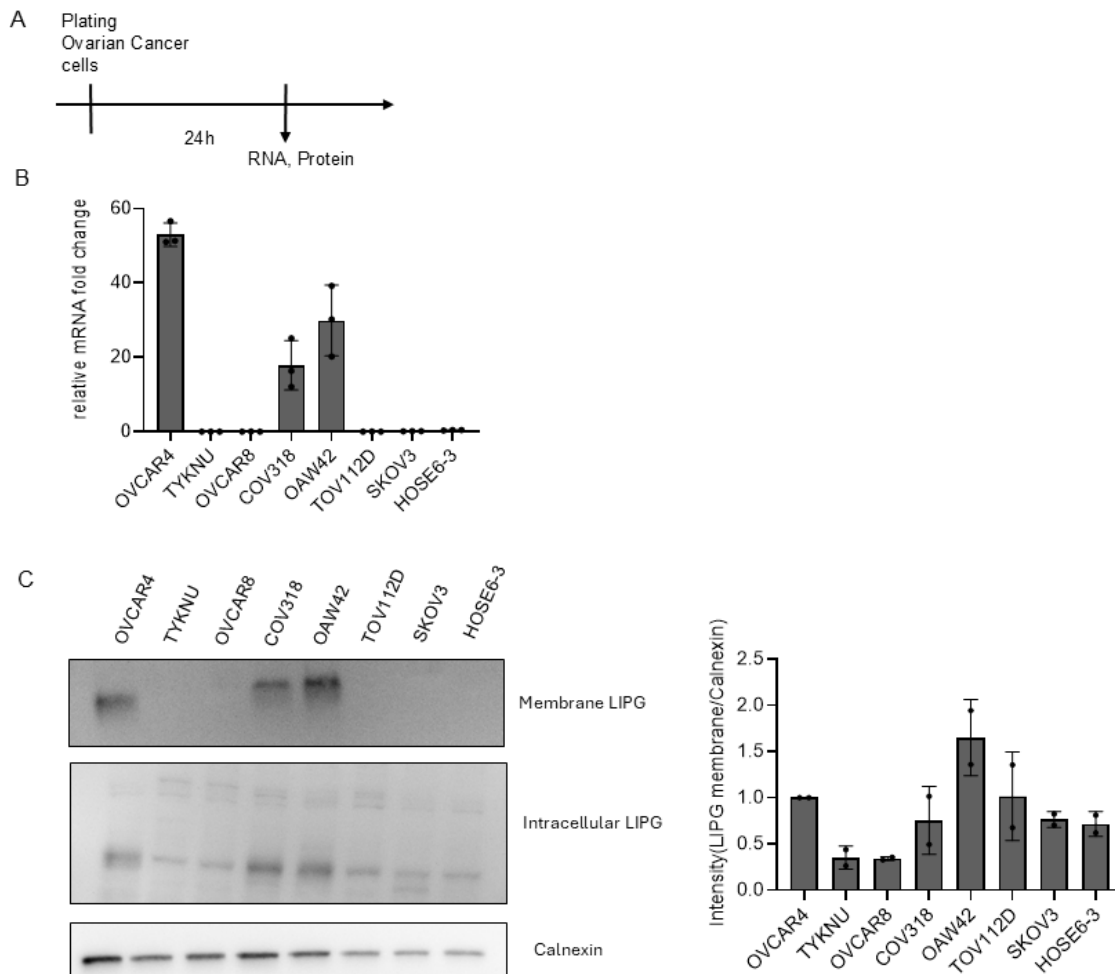 A
Plating
Ovarian Cancer
cells
24h
RNA, Protein
B
relative mRNA fold change
60
40
20
0
OVCAR4
TYKNU
OVCAR8
COV318
OAW42
TOV112D
SKOV3
HOSE6-3
C
OVCAR4
TYKNU
OVCAR8
COV318
OAW42
TOV112D
SKOV3
HOSE6-3
Membrane LIPG
Intracellular LIPG
Calnexin
Intensity(LIPG membrane/Calnexin)
2.5
2.0
1.5
1.0
0.5
0.0
OVCAR4
TYKNU
OVCAR8
COV318
OAW42
TOV112D
SKOV3
HOSE6-3